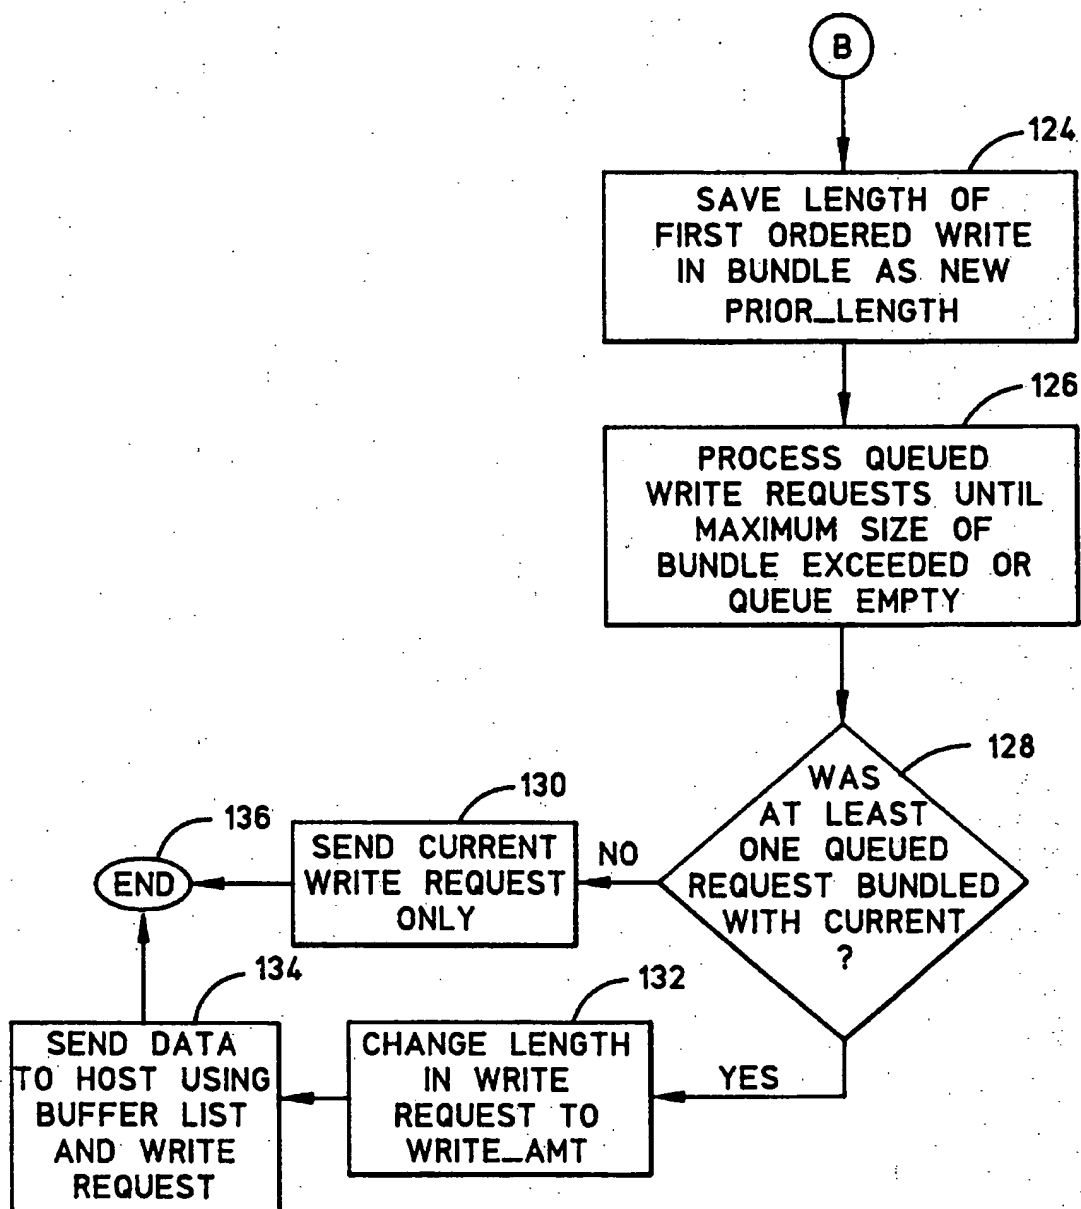 B
124
SAVE LENGTH OF
FIRST ORDERED WRITE
IN BUNDLE AS NEW
PRIOR_LENGTH
126
PROCESS QUEUED
WRITE REQUESTS UNTIL
MAXIMUM SIZE OF
BUNDLE EXCEEDED OR
QUEUE EMPTY
128
WAS
AT LEAST
ONE QUEUED
REQUEST BUNDLED
WITH CURRENT
?
NO
130
SEND CURRENT
WRITE REQUEST
ONLY
136
END
YES
132
CHANGE LENGTH
IN WRITE
REQUEST TO
WRITE_AMT
134
SEND DATA
TO HOST USING
BUFFER LIST
AND WRITE
REQUEST